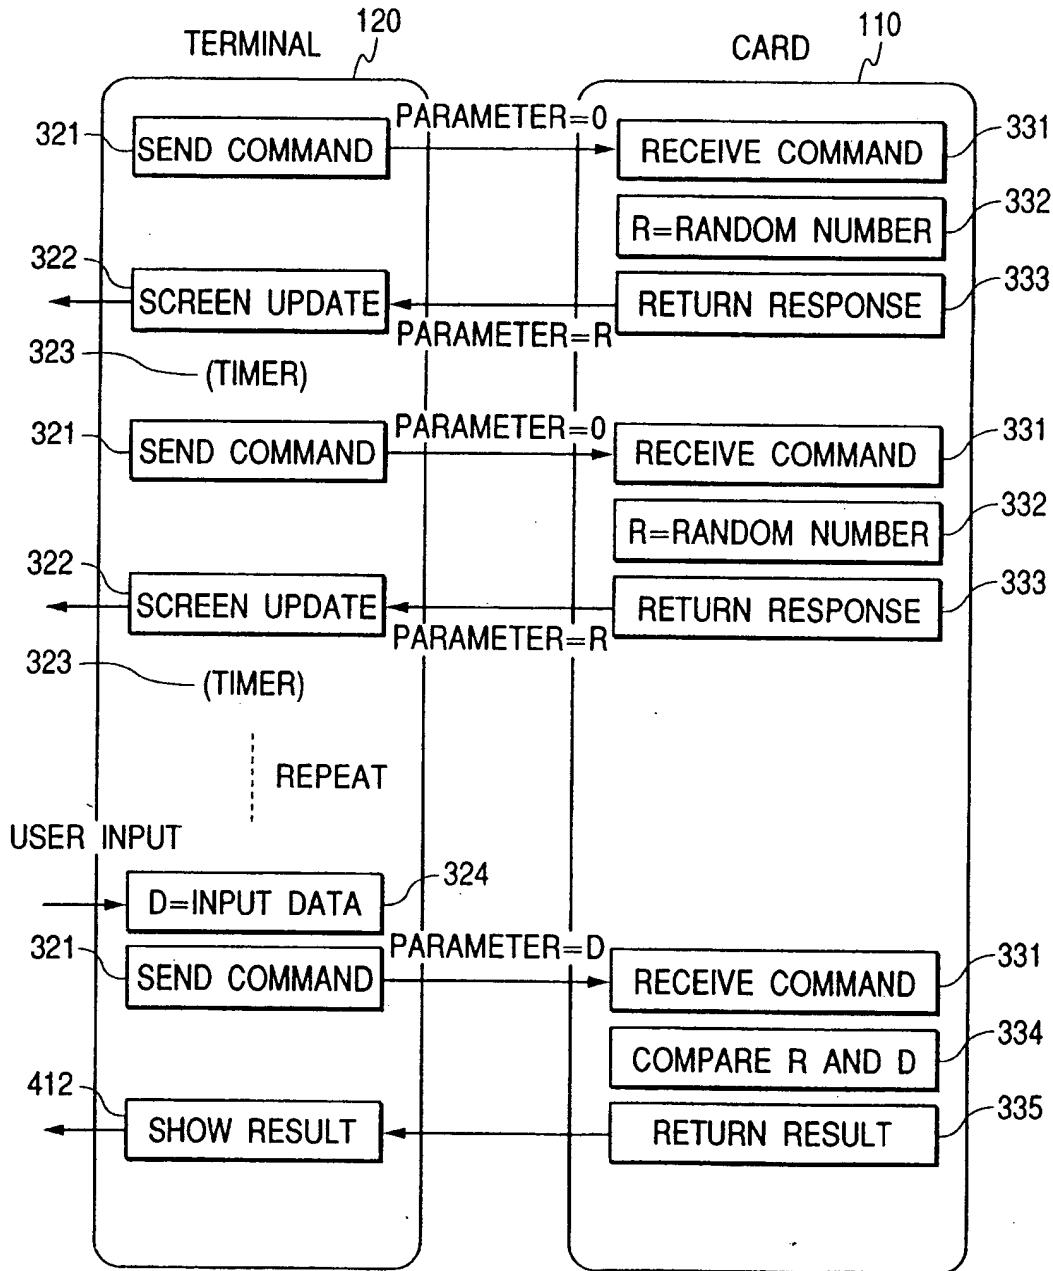 120
110
TERMINAL
CARD
PARAMETER=0
321
SEND COMMAND
RECEIVE COMMAND
331
332
R=RANDOM NUMBER
322
SCREEN UPDATE
RETURN RESPONSE
333
PARAMETER=R
323
(TIMER)
321
PARAMETER=0
SEND COMMAND
RECEIVE COMMAND
331
332
R=RANDOM NUMBER
322
SCREEN UPDATE
RETURN RESPONSE
333
PARAMETER=R
323
(TIMER)
REPEAT
USER INPUT
D=INPUT DATA
324
321
PARAMETER=D
SEND COMMAND
RECEIVE COMMAND
331
COMPARE R AND D
334
412
SHOW RESULT
RETURN RESULT
335